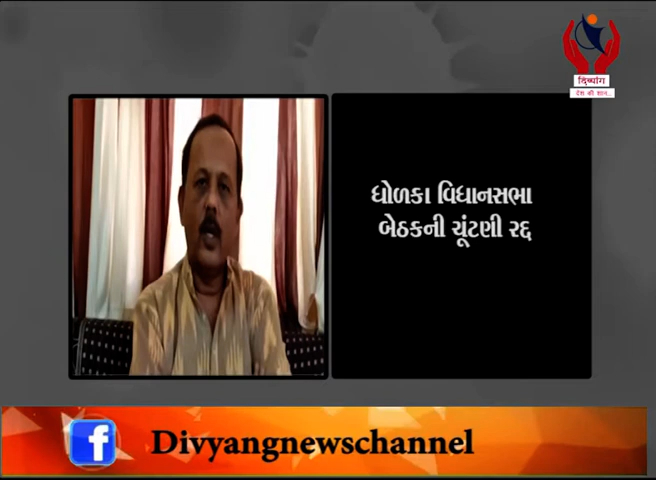 दिव्यांग
देश की शान..
ધોળકા વિધાનસભા
બેઠકની ચૂંટણી રદ્દ
Divyangnewschannel